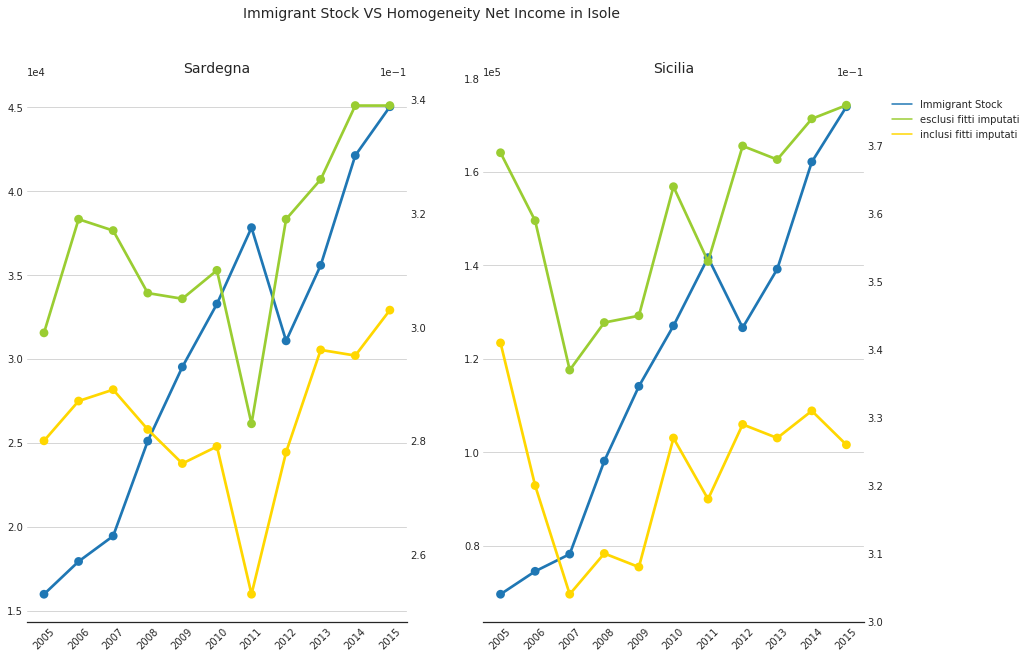 Immigrant Stock VS Homogeneity Net Income in Isole
Sardegna
1e4
1e−1
4.5
4.0
3.5
3.0
2.5
2.0
1.5
3.4
3.2
3.0
2.8
2.6
2005 2006 2007 2008 2009 2010 2011 2012 2013 2014 2015
Sicilia
1e5
1e−1
1.8
1.6
1.4
1.2
1.0
0.8
3.7
3.6
3.5
3.4
3.3
3.2
3.1
3.0
2005 2006 2007 2008 2009 2010 2011 2012 2013 2014 2015
Immigrant Stock
esclusi fitti imputati
inclusi fitti imputati